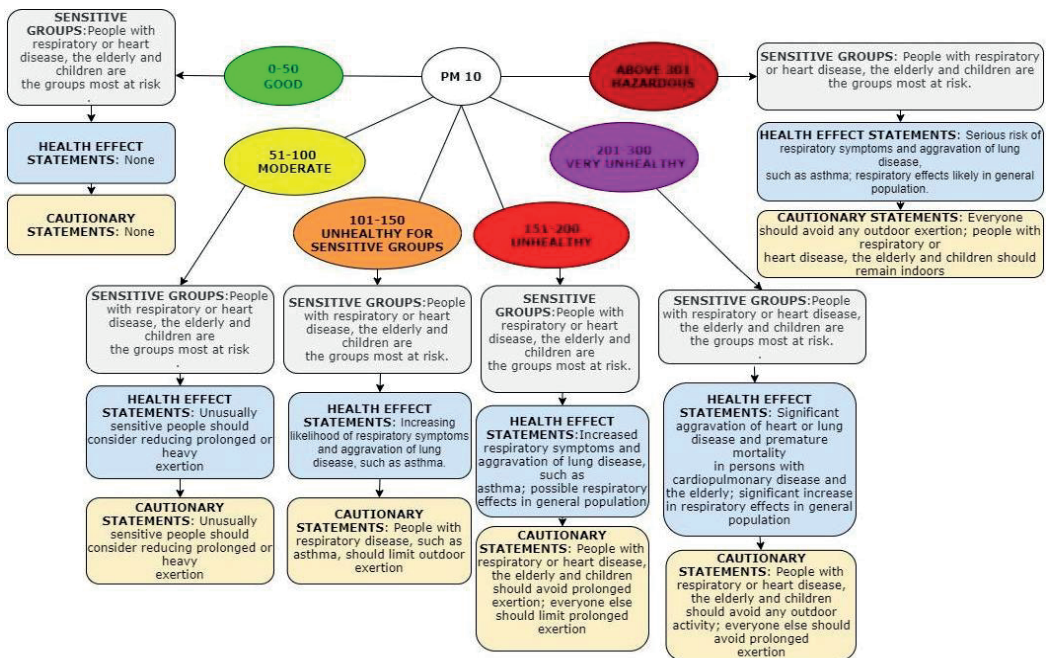 PM 10
0-50
GOOD
SENSITIVE
GROUPS:People with
respiratory or heart
disease, the elderly and
children are
the groups most at risk
.
HEALTH EFFECT
STATEMENTS: None
CAUTIONARY
STATEMENTS: None
51-100
MODERATE
SENSITIVE GROUPS:People
with respiratory or heart
disease, the elderly and
children are
the groups most at risk
.
HEALTH EFFECT
STATEMENTS: Unusually
sensitive people should
consider reducing prolonged or
heavy
exertion
CAUTIONARY
STATEMENTS: Unusually
sensitive people should
consider reducing prolonged or
heavy
exertion
101-150
UNHEALTHY FOR
SENSITIVE GROUPS
SENSITIVE GROUPS:People
with respiratory or heart
disease, the elderly and
children are
the groups most at risk.
HEALTH EFFECT
STATEMENTS: Increasing
likelihood of respiratory symptoms
and aggravation of lung
disease, such as asthma.
CAUTIONARY
STATEMENTS: People with
respiratory disease, such as
asthma, should limit outdoor
exertion
151-200
UNHEALTHY
SENSITIVE
GROUPS:People with
respiratory or heart
disease, the elderly and
children are
the groups most at risk.
HEALTH EFFECT
STATEMENTS:Increased
respiratory symptoms and
aggravation of lung disease,
such as
asthma; possible respiratory
effects in general population
CAUTIONARY
STATEMENTS: People with
respiratory or heart disease,
the elderly and children
should avoid prolonged
exertion; everyone else
should limit prolonged
exertion
201-300
VERY UNHEALTHY
SENSITIVE GROUPS:People
with respiratory or heart disease,
the elderly and children are
the groups most at risk.
.
HEALTH EFFECT
STATEMENTS: Significant
aggravation of heart or lung
disease and premature
mortality
in persons with
cardiopulmonary disease and
the elderly; significant increase
in respiratory effects in general
population
CAUTIONARY
STATEMENTS: People with
respiratory or heart disease,
the elderly and children
should avoid any outdoor
activity; everyone else should
avoid prolonged
exertion
ABOVE 301
HAZARDOUS
SENSITIVE GROUPS: People with respiratory
or heart disease, the elderly and children are
the groups most at risk.
HEALTH EFFECT STATEMENTS: Serious risk of
respiratory symptoms and aggravation of lung
disease,
such as asthma; respiratory effects likely in general
population.
CAUTIONARY STATEMENTS: Everyone
should avoid any outdoor exertion; people with
respiratory or
heart disease, the elderly and children should
remain indoors